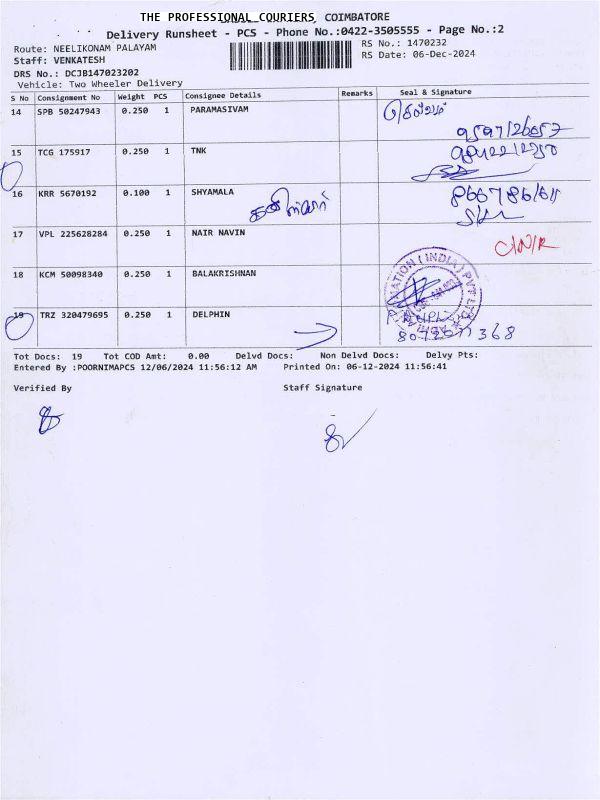 THE PROFESSIONAL COURIERS, COIMBATORE
Delivery Runsheet - PCS - Phone No.:0422-3505555 - Page No.:2
Route: NEELIKONAM PALAYAM
RS No.: 1470232
Staff: VENKATESH
RS Date: 06-Dec-2024
DRS No.: DCJB147023202
Vehicle: Two Wheeler Delivery
S No Consignment No Weight PCS Consignee Details Remarks Seal & Signature
14 SPB 50247943 0.250 1 PARAMASIVAM
15 TCG 175917 0.250 1 TNK
16 KRR 5670192 0.100 1 SHYAMALA
17 VPL 225628284 0.250 1 NAIR NAVIN
18 KCM 50098340 0.250 1 BALAKRISHNAN
19 TRZ 320479695 0.250 1 DELPHIN
Tot Docs: 19 Tot COD Amt: 0.00 Delvd Docs: Non Delvd Docs: Delvy Pts:
Entered By :POORNIMAPCS 12/06/2024 11:56:12 AM Printed On: 06-12-2024 11:56:41
Verified By Staff Signature